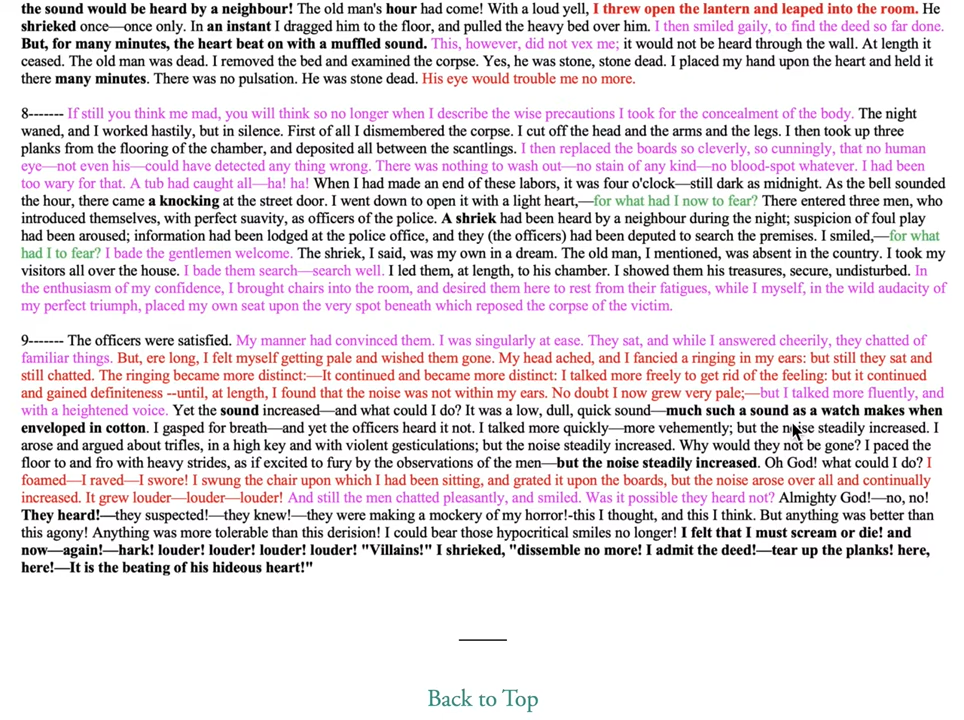 the sound would be heard by a neighbour! The old man's hour had come! With a loud yell, I threw open the lantern and leaped into the room. He
shrieked once—once only. In an instant I dragged him to the floor, and pulled the heavy bed over him. I then smiled gaily, to find the deed so far done.
But, for many minutes, the heart beat on with a muffled sound. This, however, did not vex me; it would not be heard through the wall. At length it
ceased. The old man was dead. I removed the bed and examined the corpse. Yes, he was stone, stone dead. I placed my hand upon the heart and held it
there many minutes. There was no pulsation. He was stone dead. His eye would trouble me no more.
8------- If still you think me mad, you will think so no longer when I describe the wise precautions I took for the concealment of the body. The night
waned, and I worked hastily, but in silence. First of all I dismembered the corpse. I cut off the head and the arms and the legs. I then took up three
planks from the flooring of the chamber, and deposited all between the scantlings. I then replaced the boards so cleverly, so cunningly, that no human
eye—not even his—could have detected any thing wrong. There was nothing to wash out—no stain of any kind—no blood-spot whatever. I had been
too wary for that. A tub had caught all—ha! ha! When I had made an end of these labors, it was four o'clock—still dark as midnight. As the bell sounded
the hour, there came a knocking at the street door. I went down to open it with a light heart,—for what had I now to fear? There entered three men, who
introduced themselves, with perfect suavity, as officers of the police. A shriek had been heard by a neighbour during the night; suspicion of foul play
had been aroused; information had been lodged at the police office, and they (the officers) had been deputed to search the premises. I smiled,—for what
had I to fear? I bade the gentlemen welcome. The shriek, I said, was my own in a dream. The old man, I mentioned, was absent in the country. I took my
visitors all over the house. I bade them search—search well. I led them, at length, to his chamber. I showed them his treasures, secure, undisturbed. In
the enthusiasm of my confidence, I brought chairs into the room, and desired them here to rest from their fatigues, while I myself, in the wild audacity of
my perfect triumph, placed my own seat upon the very spot beneath which reposed the corpse of the victim.
9------- The officers were satisfied. My manner had convinced them. I was singularly at ease. They sat, and while I answered cheerily, they chatted of
familiar things. But, ere long, I felt myself getting pale and wished them gone. My head ached, and I fancied a ringing in my ears: but still they sat and
still chatted. The ringing became more distinct:—It continued and became more distinct: I talked more freely to get rid of the feeling: but it continued
and gained definiteness --until, at length, I found that the noise was not within my ears. No doubt I now grew very pale;—but I talked more fluently, and
with a heightened voice. Yet the sound increased—and what could I do? It was a low, dull, quick sound—much such a sound as a watch makes when
enveloped in cotton. I gasped for breath—and yet the officers heard it not. I talked more quickly—more vehemently; but the noise steadily increased. I
arose and argued about trifles, in a high key and with violent gesticulations; but the noise steadily increased. Why would they not be gone? I paced the
floor to and fro with heavy strides, as if excited to fury by the observations of the men—but the noise steadily increased. Oh God! what could I do? I
foamed—I raved—I swore! I swung the chair upon which I had been sitting, and grated it upon the boards, but the noise arose over all and continually
increased. It grew louder—louder—louder! And still the men chatted pleasantly, and smiled. Was it possible they heard not? Almighty God!—no, no!
They heard!—they suspected!—they knew!—they were making a mockery of my horror!-this I thought, and this I think. But anything was better than
this agony! Anything was more tolerable than this derision! I could bear those hypocritical smiles no longer! I felt that I must scream or die! and
now—again!—hark! louder! louder! louder! louder! "Villains!" I shrieked, "dissemble no more! I admit the deed!—tear up the planks! here,
here!—It is the beating of his hideous heart!"
Back to Top